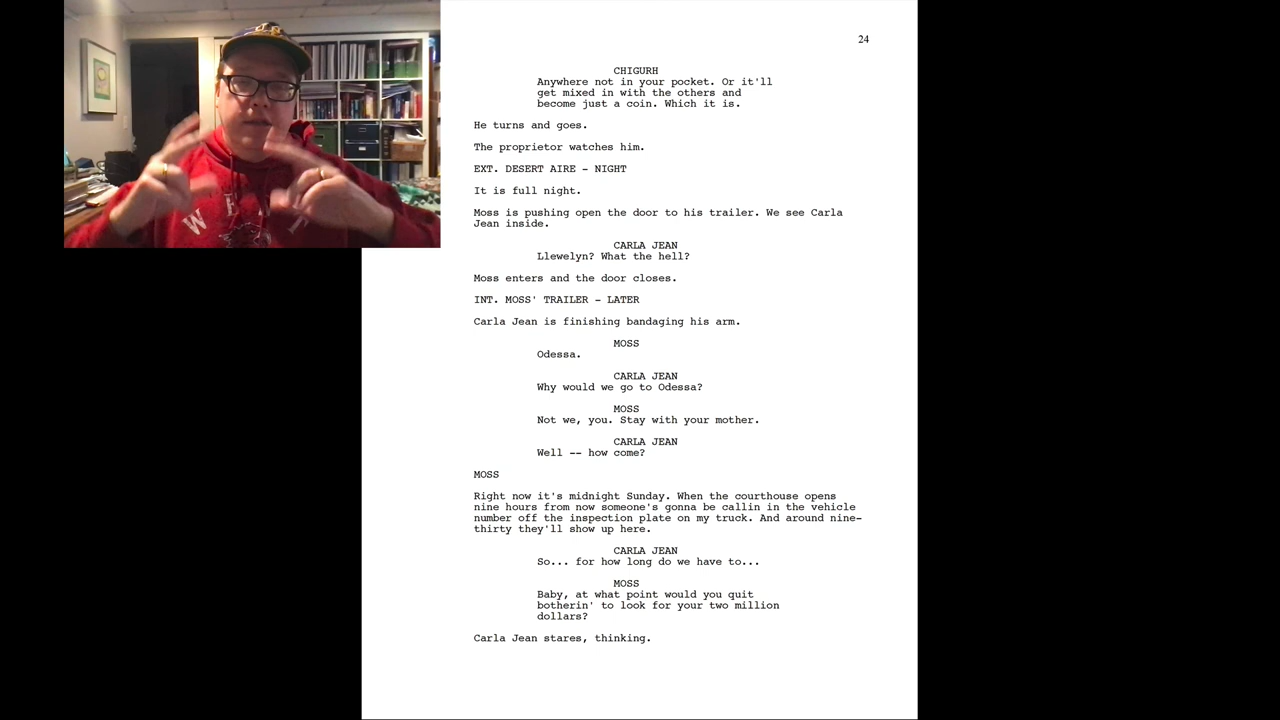 24
CHIGURH
Anywhere not in your pocket. Or it'll
get mixed in with the others and
become just a coin. Which it is.
He turns and goes.
The proprietor watches him.
EXT. DESERT AIRE - NIGHT
It is full night.
Moss is pushing open the door to his trailer. We see Carla
Jean inside.
CARLA JEAN
Llewelyn? What the hell?
Moss enters and the door closes.
INT. MOSS' TRAILER - LATER
Carla Jean is finishing bandaging his arm.
MOSS
Odessa.
CARLA JEAN
Why would we go to Odessa?
MOSS
Not we, you. Stay with your mother.
CARLA JEAN
Well -- how come?
MOSS
Right now it's midnight Sunday. When the courthouse opens
nine hours from now someone's gonna be callin in the vehicle
number off the inspection plate on my truck. And around nine-
thirty they'll show up here.
CARLA JEAN
So... for how long do we have to...
MOSS
Baby, at what point would you quit
botherin' to look for your two million
dollars?
Carla Jean stares, thinking.